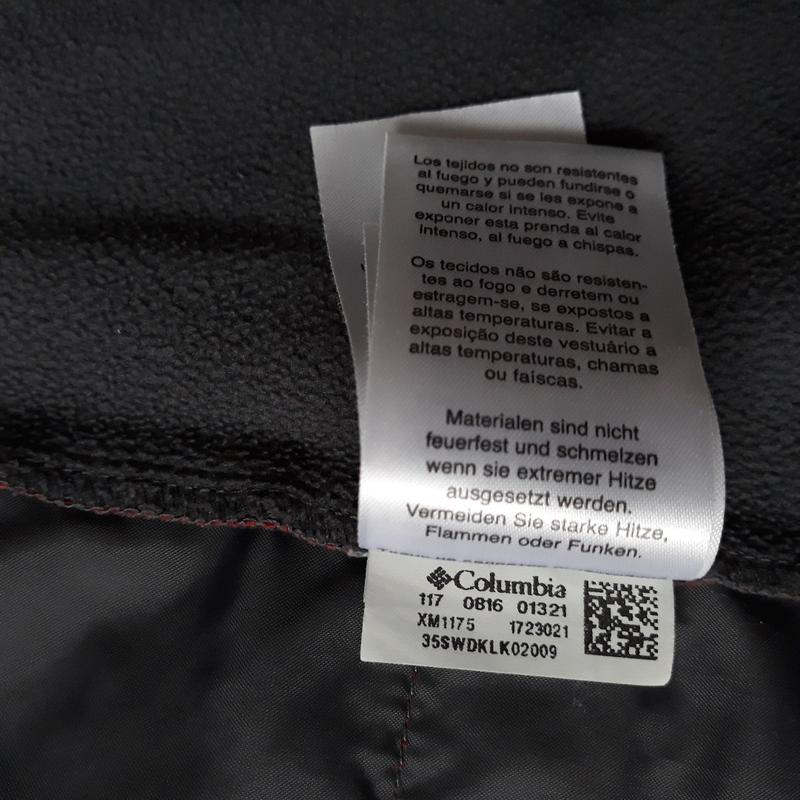 Los tejidos no son resistentes
al fuego y pueden fundirse o
quemarse si se les expone a
un calor intenso. Evite
exponer esta prenda al calor
intenso, al fuego a chispas.
Os tecidos não são resisten-
tes ao fogo e derretem ou
estragem-se, se expostos a
altas temperaturas. Evitar a
exposição deste vestuário a
altas temperaturas, chamas
ou faíscas.
Materialen sind nicht
feuerfest und schmelzen
wenn sie extremer Hitze
ausgesetzt werden.
Vermeiden Sie starke Hitze,
Flammen oder Funken.
Columbia
117 0816 01321
XM1175 1723021
35SWDKLK02009